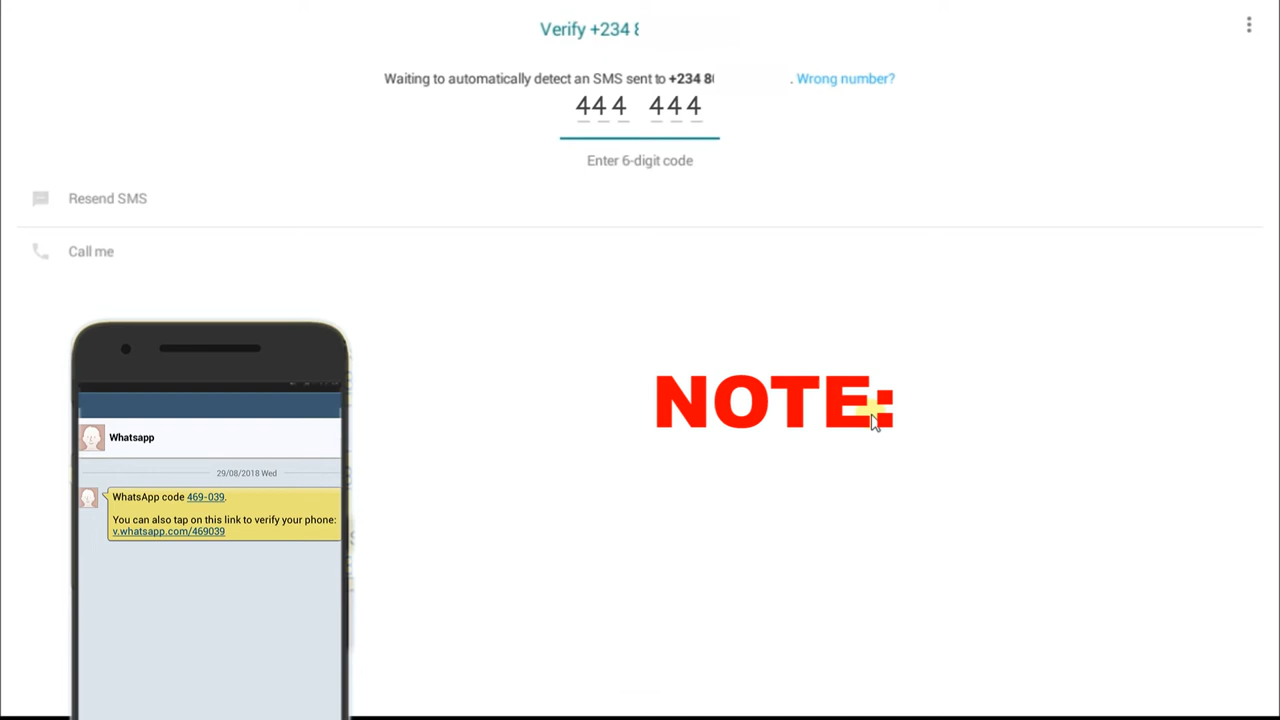 Verify +234 8
Waiting to automatically detect an SMS sent to +234 8 . Wrong number?
444 444
Enter 6-digit code
Resend SMS
Call me
NOTE:
Whatsapp
29/08/2018 Wed
WhatsApp code 469-039.
You can also tap on this link to verify your phone:
v.whatsapp.com/469039